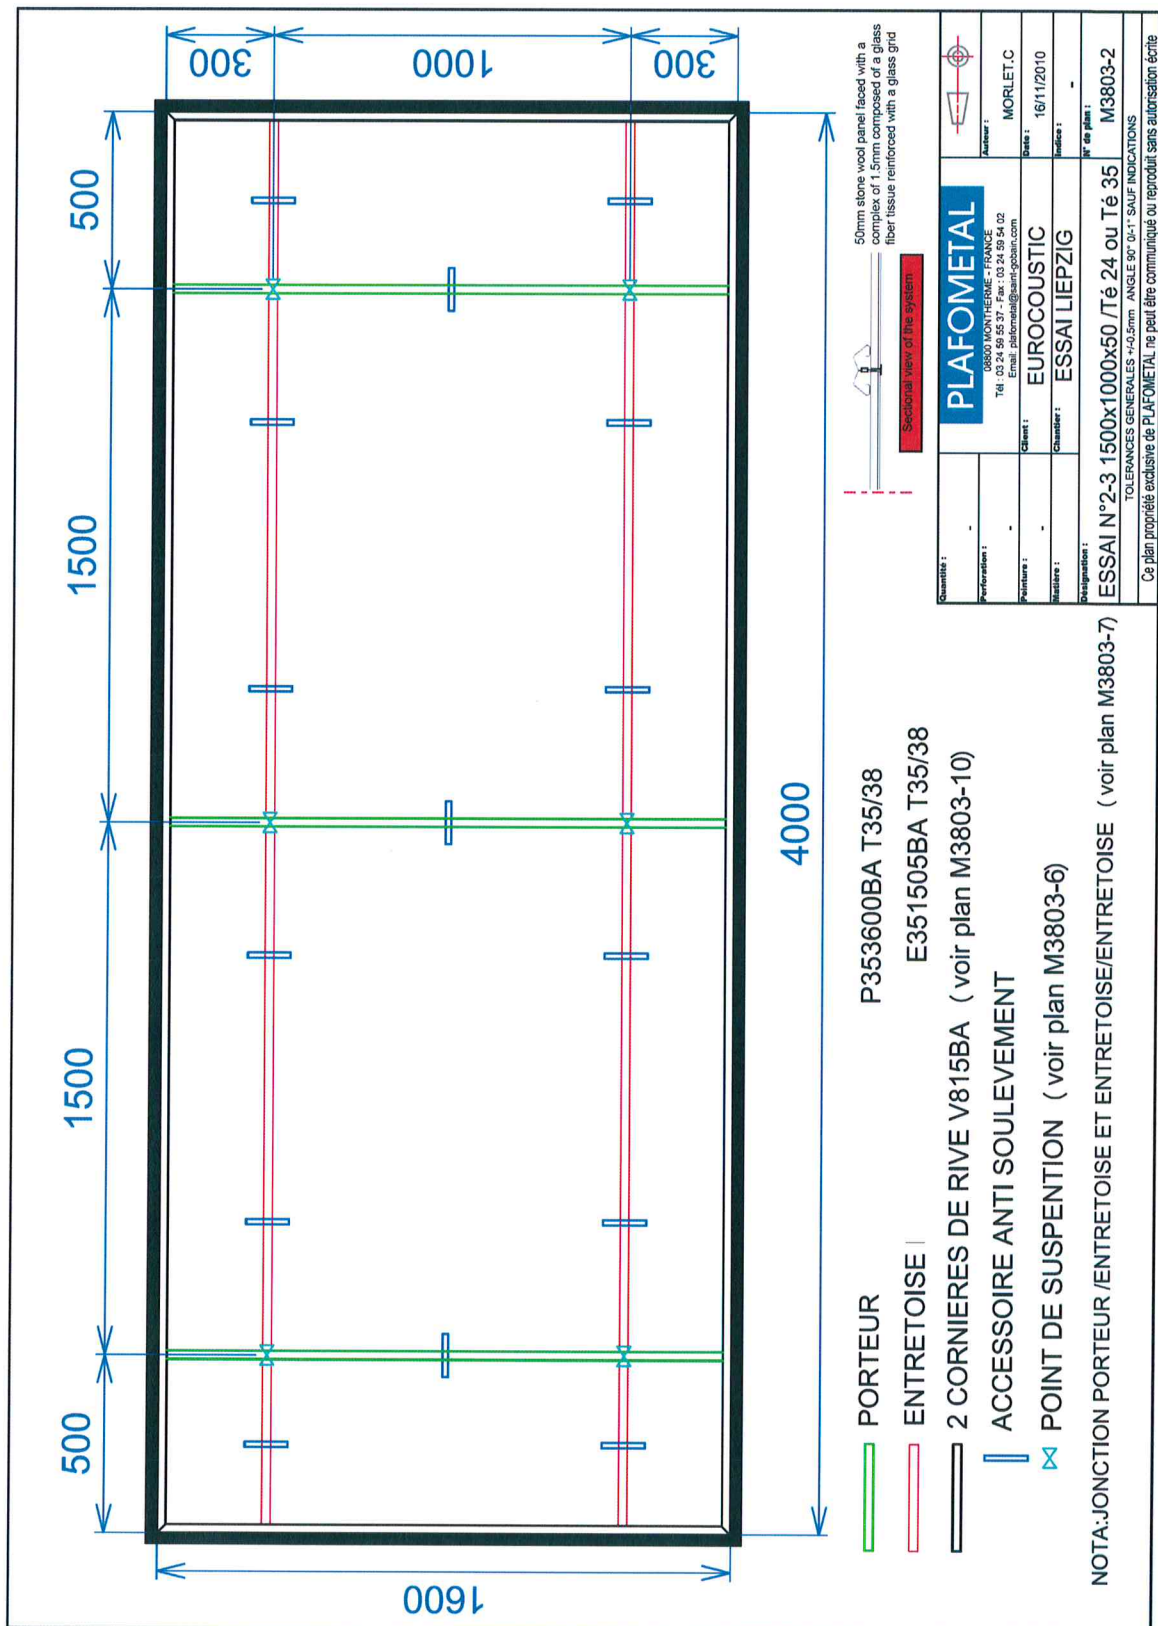 500
1500
1500
500
300
1000
300
1600
4000
PORTEUR P353600BA T35/38
ENTRETOISE E351505BA T35/38
2 CORNIERES DE RIVE V815BA ( voir plan M3803-10)
ACCESSOIRE ANTI SOULEVEMENT
POINT DE SUSPENTION ( voir plan M3803-6)
NOTA:JONCTION PORTEUR /ENTRETOISE ET ENTRETOISE/ENTRETOISE ( voir plan M3803-7)
50mm stone wool panel faced with a
complex of 1.5mm composed of a glass
fiber tissue reinforced with a glass grid
Sectional view of the system
Quantité : -
Perforation : -
Peinture : -
Matière :
PLAFOMETAL
08800 MONTHERME - FRANCE
Tél : 03 24 59 55 37 - Fax : 03 24 59 54 02
Email: plafometal@saint-gobain.com
Client : EUROCOUSTIC
Chantier : ESSAI LIEPZIG
Auteur : MORLET.C
Date : 16/11/2010
Indice : -
Désignation : ESSAI N°2-3 1500x1000x50 /Té 24 ou Té 35
N° de plan : M3803-2
TOLERANCES GENERALES +/-0.5mm ANGLE 90° 0/-1° SAUF INDICATIONS
Ce plan propriété exclusive de PLAFOMETAL ne peut être communiqué ou reproduit sans autorisation écrite